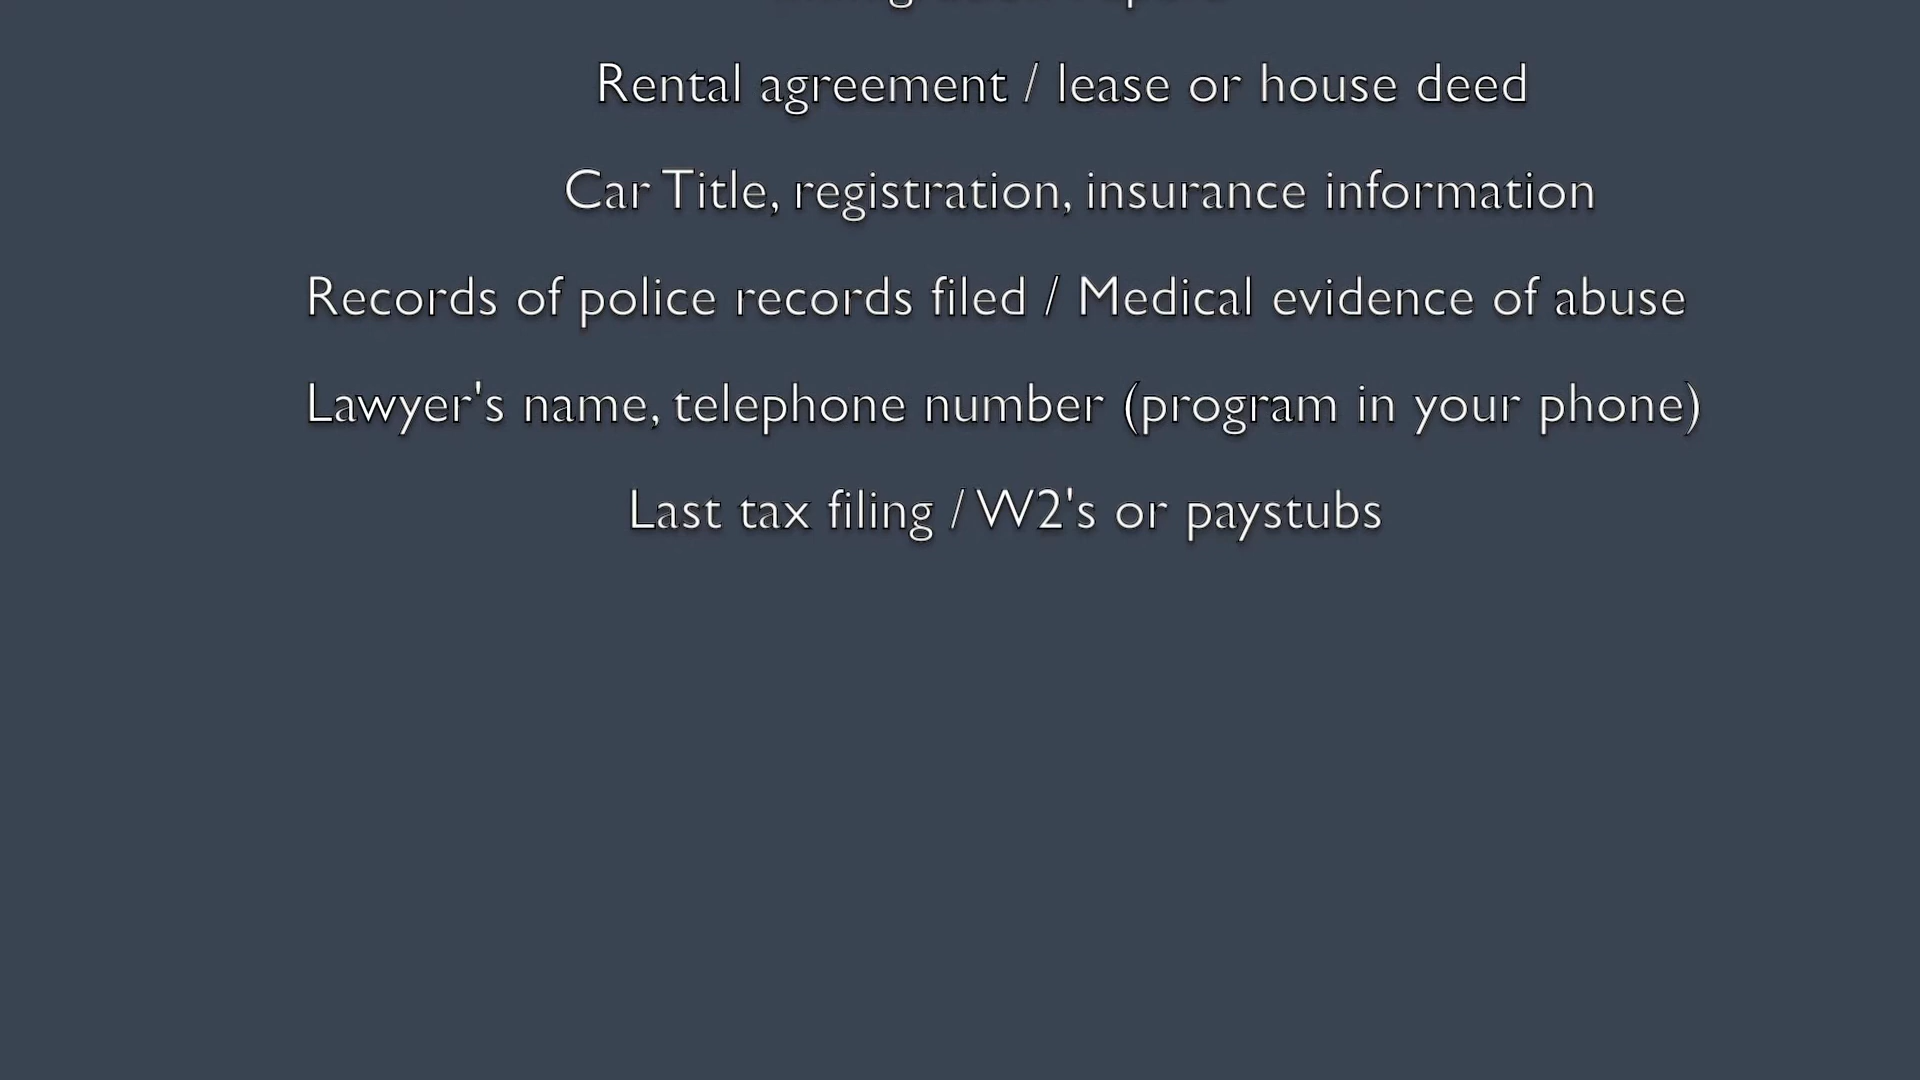 Rental agreement / lease or house deed
Car Title, registration, insurance information
Records of police records filed / Medical evidence of abuse
Lawyer's name, telephone number (program in your phone)
Last tax filing / W2's or paystubs